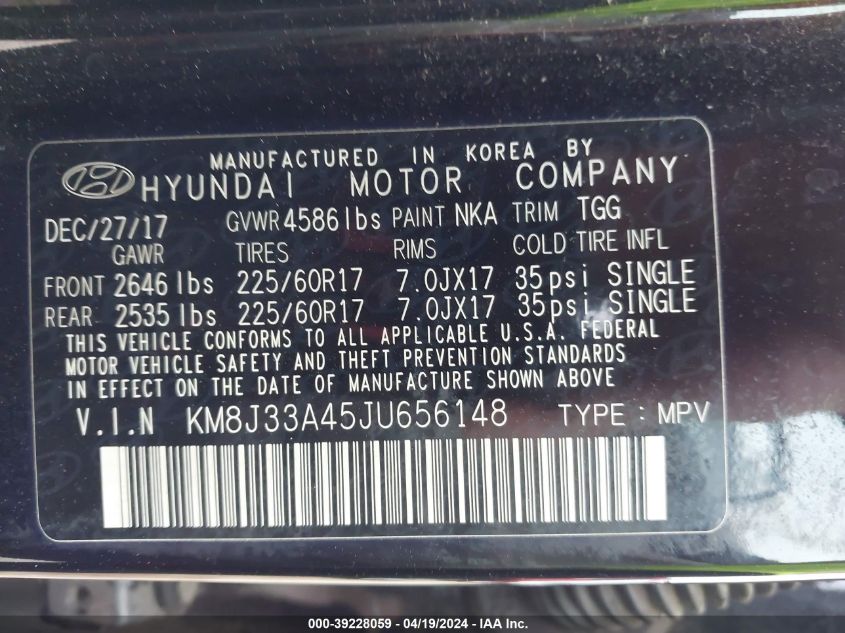 MANUFACTURED IN KOREA BY
HYUNDAI MOTOR COMPANY
DEC/27/17 GVWR 4586 lbs PAINT NKA TRIM TGG
GAWR TIRES RIMS COLD TIRE INFL
FRONT 2646 lbs 225/60R17 7.0JX17 35psi SINGLE
REAR 2535 lbs 225/60R17 7.0JX17 35psi SINGLE
THIS VEHICLE CONFORMS TO ALL APPLICABLE U.S.A. FEDERAL
MOTOR VEHICLE SAFETY AND THEFT PREVENTION STANDARDS
IN EFFECT ON THE DATE OF MANUFACTURE SHOWN ABOVE
V.I.N KM8J33A45JU656148 TYPE : MPV
000-39228059 - 04/19/2024 - IAA Inc.